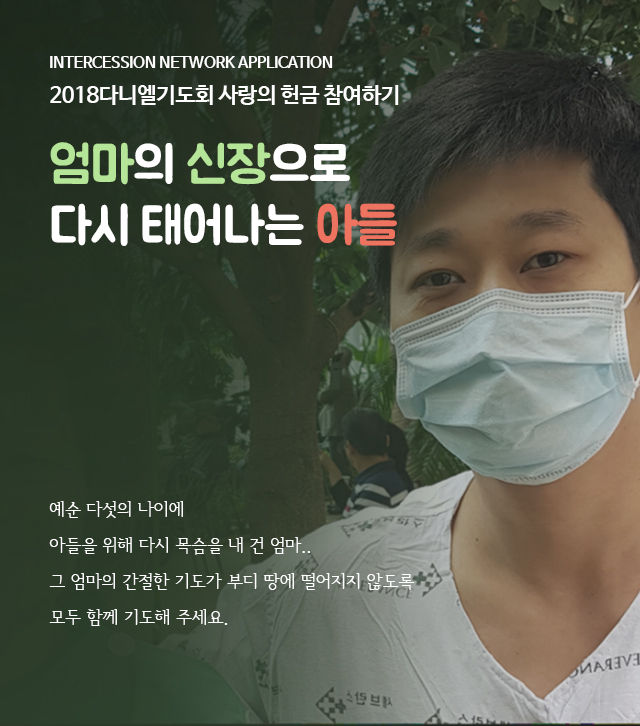 INTERCESSION NETWORK APPLICATION
2018다니엘기도회 사랑의 헌금 참여하기
엄마의 신장으로
다시 태어나는 아들
예순 다섯의 나이에
아들을 위해 다시 목숨을 내 건 엄마..
그 엄마의 간절한 기도가 부디 땅에 떨어지지 않도록
모두 함께 기도해 주세요.
세브란스